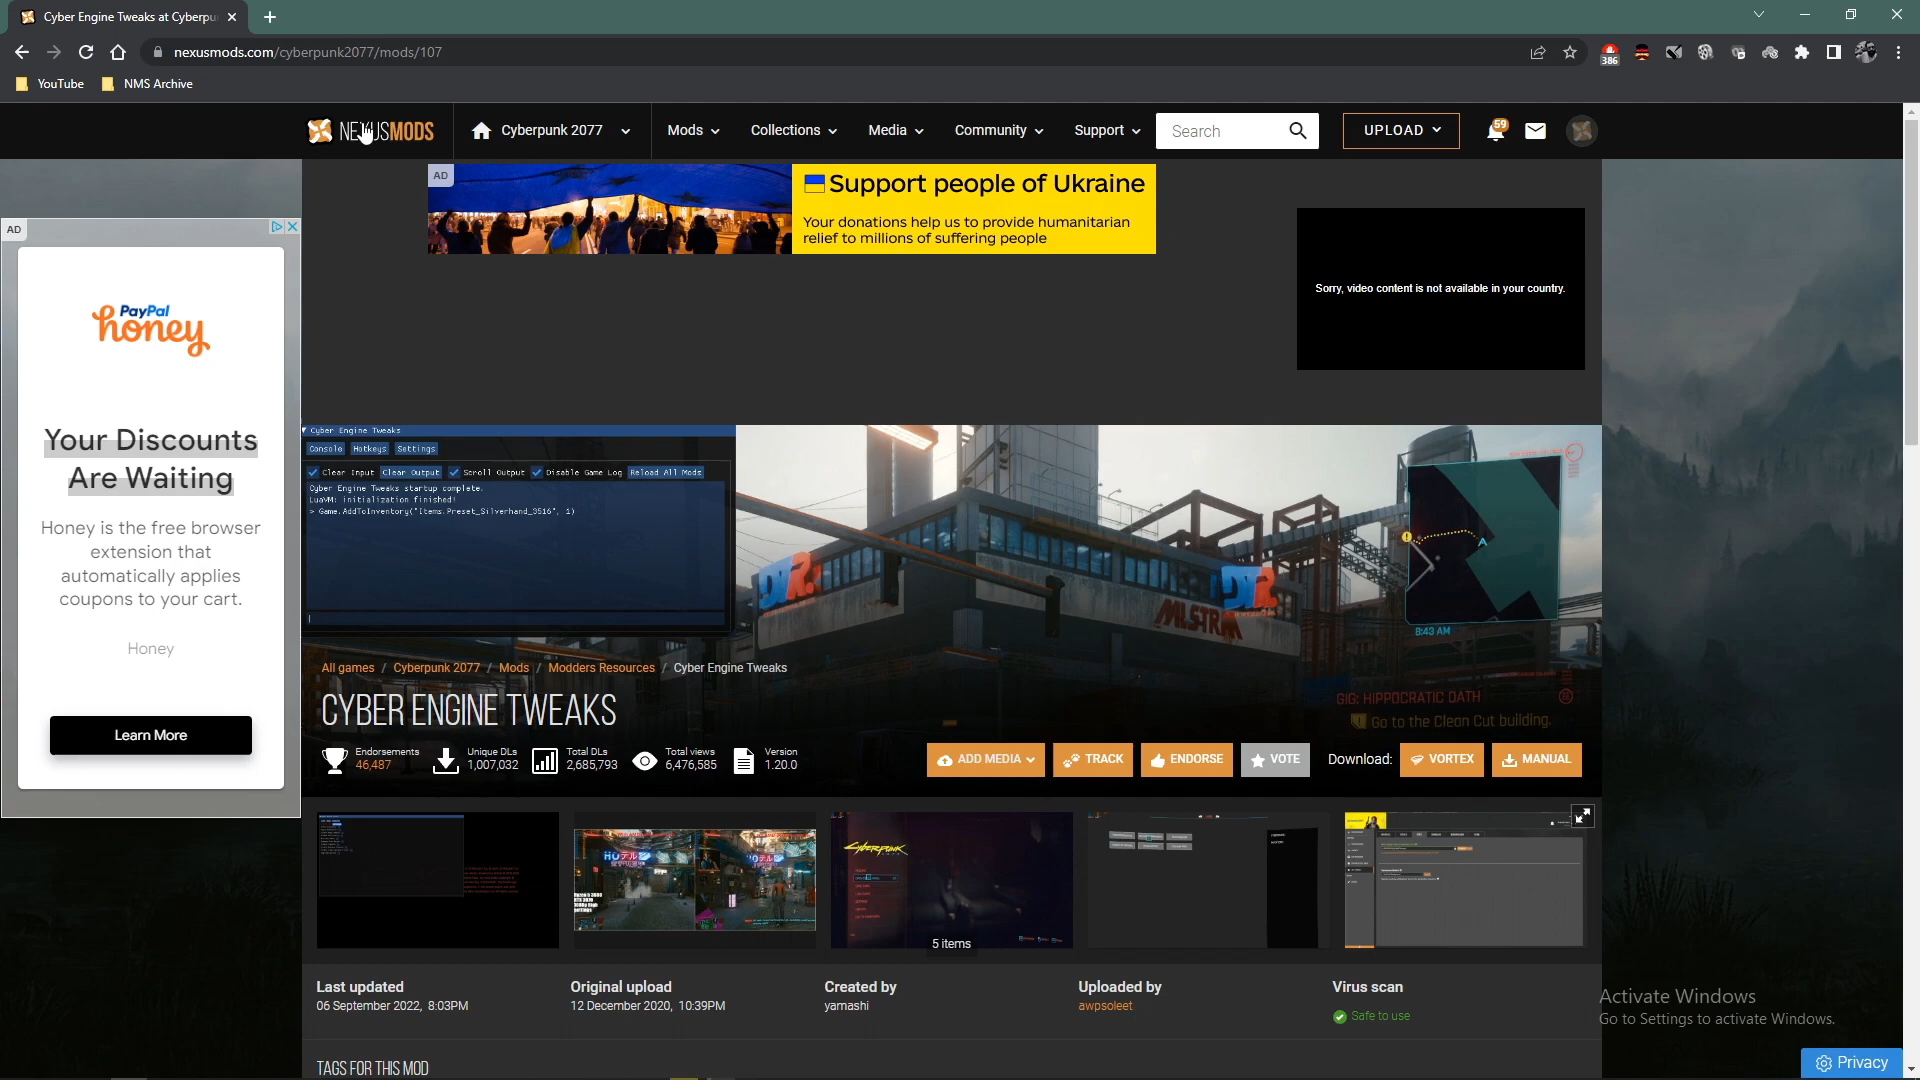 Cyber Engine Tweaks at Cyberpu
nexusmods.com/cyberpunk2077/mods/107
386
YouTube
NMS Archive
NEXUSMODS
Cyberpunk 2077
Mods
Collections
Media
Community
Support
Search
UPLOAD
59
AD
Support people of Ukraine
Your donations help us to provide humanitarian
relief to millions of suffering people
Sorry, video content is not available in your country.
AD
PayPal
honey
Your Discounts
Are Waiting
Honey is the free browser
extension that
automatically applies
coupons to your cart.
Honey
Learn More
Cyber Engine Tweaks
Console Hotkeys Settings
Clear Input Clear Output Scroll Output Disable Game Log Reload All Mods
Cyber Engine Tweaks startup complete.
LuaVM: initialization finished!
> Game.AddToInventory("Items.Preset_Silverhand_3516", 1)
MLSTRM
8:43 AM
GIG: HIPPOCRATIC OATH
Go to the Clean Cut building.
All games / Cyberpunk 2077 / Mods / Modders Resources / Cyber Engine Tweaks
CYBER ENGINE TWEAKS
Endorsements
46,487
Unique DLs
1,007,032
Total DLs
2,685,793
Total views
6,476,585
Version
1.20.0
ADD MEDIA
TRACK
ENDORSE
VOTE
Download:
VORTEX
MANUAL
CYBERPUNK
5 items
Last updated
06 September 2022, 8:03PM
Original upload
12 December 2020, 10:39PM
Created by
yamashi
Uploaded by
awpsoleet
Virus scan
Safe to use
TAGS FOR THIS MOD
Activate Windows
Go to Settings to activate Windows.
Privacy